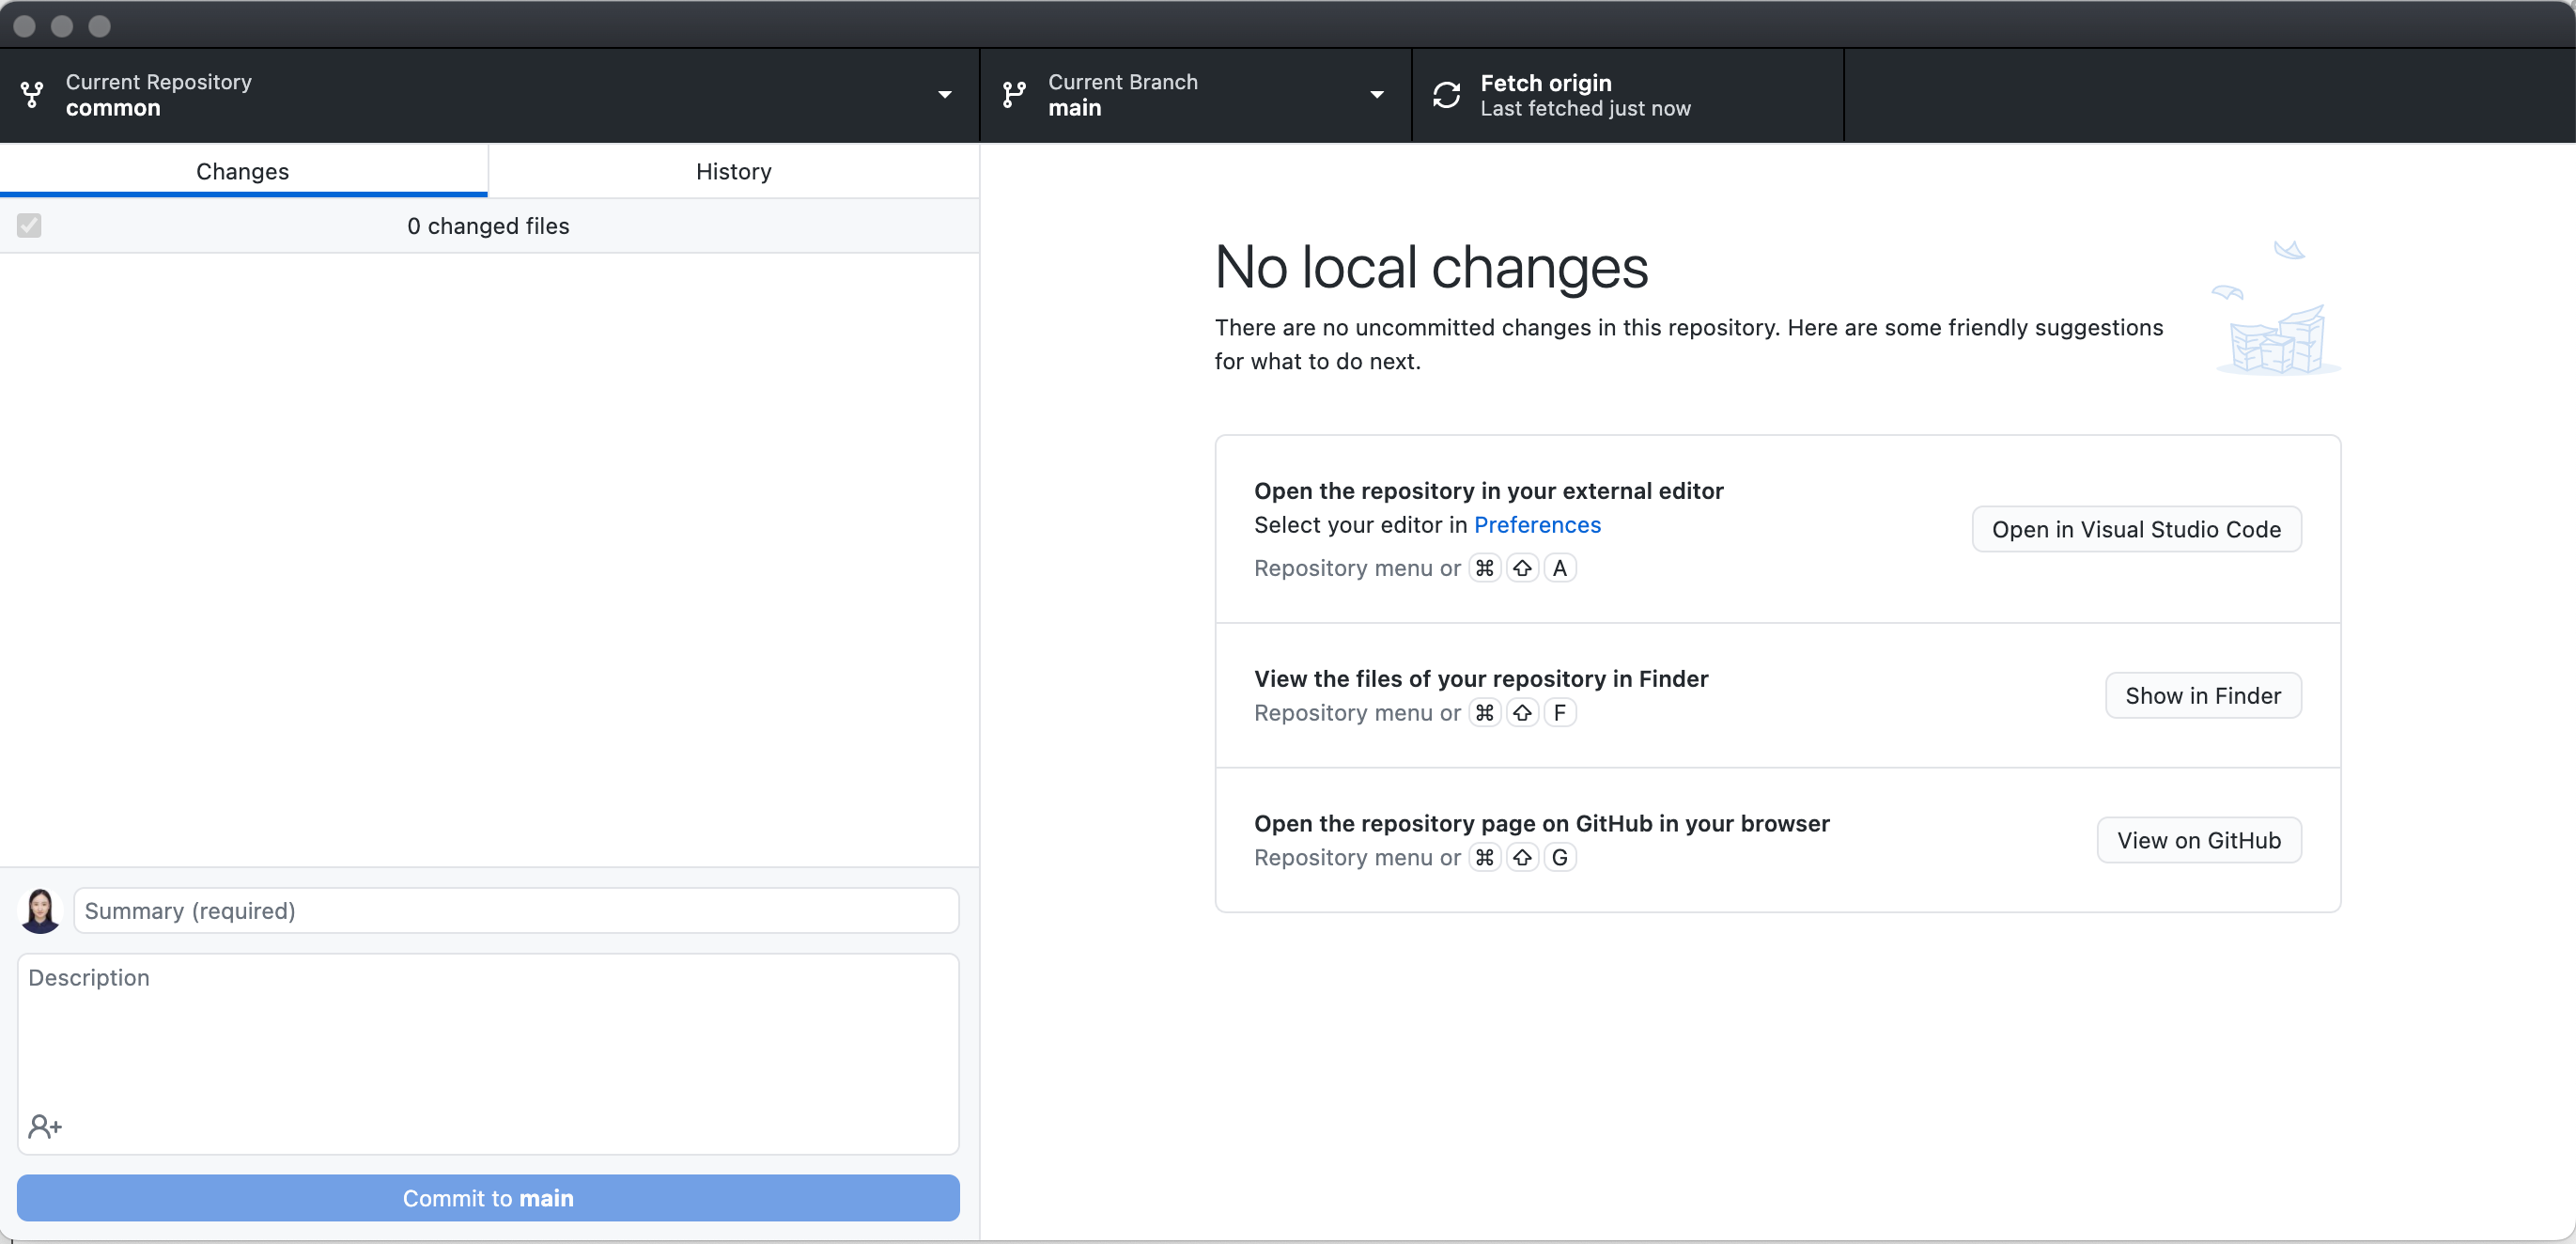 Current Repository
common
Current Branch
main
Fetch origin
Last fetched just now
Changes
History
0 changed files
No local changes
There are no uncommitted changes in this repository. Here are some friendly suggestions
for what to do next.
Open the repository in your external editor
Select your editor in Preferences
Repository menu or ⌘ ⇧ A
Open in Visual Studio Code
View the files of your repository in Finder
Repository menu or ⌘ ⇧ F
Show in Finder
Open the repository page on GitHub in your browser
Repository menu or ⌘ ⇧ G
View on GitHub
Summary (required)
Description
Commit to main